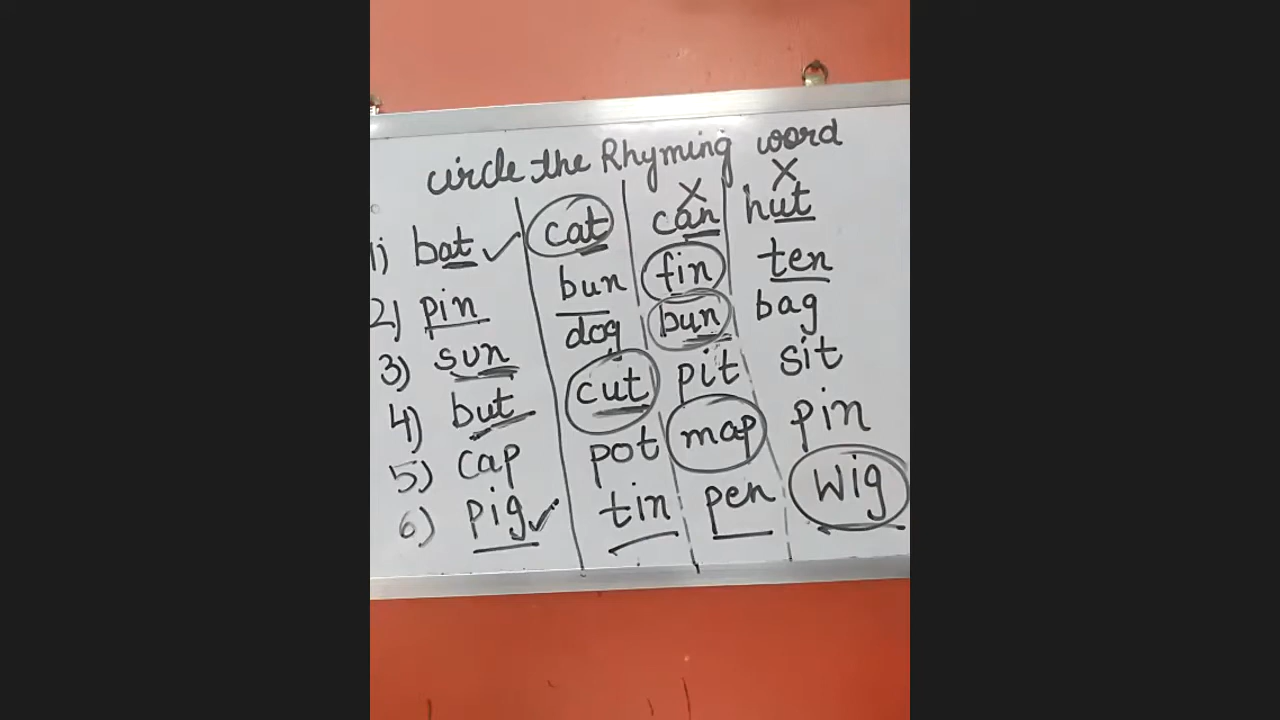 circle the Rhyming word
1) bat cat can hut
2) pin bun fin ten
3) sun dog bun bag
4) but cut pit sit
5) cap pot map pin
6) pig tin pen wig